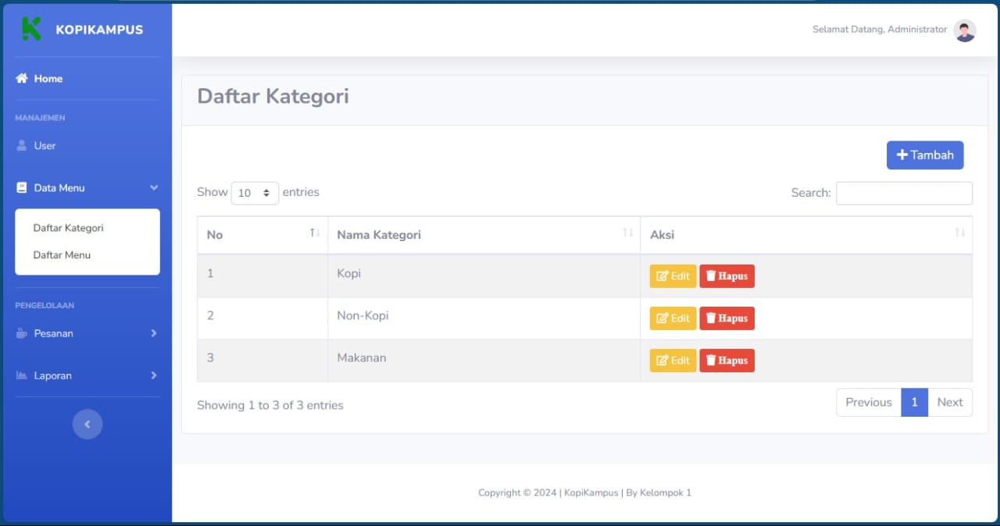 KOPIKAMPUS
Selamat Datang, Administrator
Home
MANAJEMEN
User
Data Menu
Daftar Kategori
Daftar Menu
PENGELOLAAN
Pesanan
Laporan
Daftar Kategori
Tambah
Show 10 entries
Search:
No Nama Kategori Aksi
1 Kopi Edit Hapus
2 Non-Kopi Edit Hapus
3 Makanan Edit Hapus
Showing 1 to 3 of 3 entries
Previous 1 Next
Copyright © 2024 | KopiKampus | By Kelompok 1